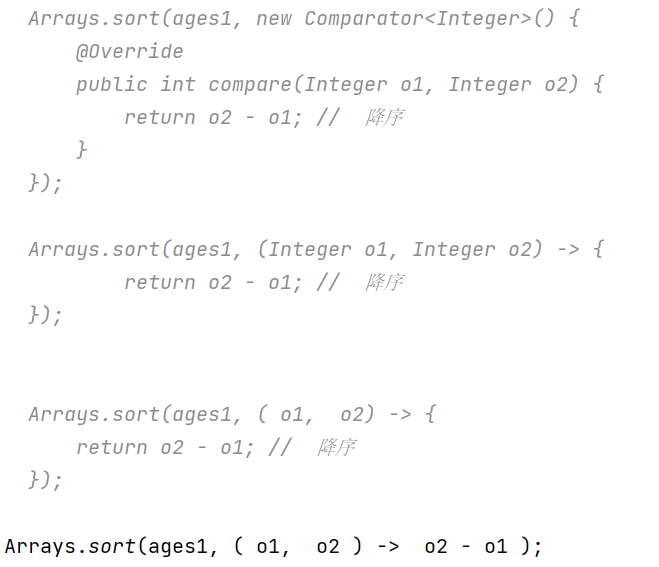 Arrays.sort(ages1, new Comparator<Integer>() {
@Override
public int compare(Integer o1, Integer o2) {
return o2 - o1; //  降序
}
});
Arrays.sort(ages1, (Integer o1, Integer o2) -> {
return o2 - o1; //  降序
});
Arrays.sort(ages1, ( o1,  o2) -> {
return o2 - o1; //  降序
});
Arrays.sort(ages1, ( o1,  o2 ) ->  o2 - o1 );